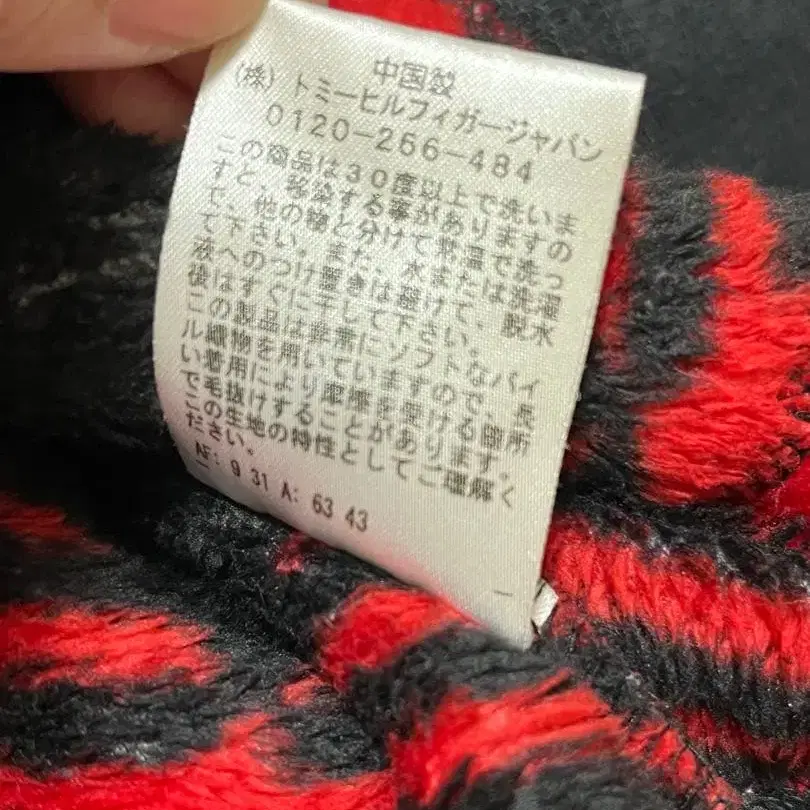 中国製
(株) トミーヒルフィガージャパン
0120-266-484
この商品は30度以上で洗いま
すと、移染する事がありますの
で、他の物と分けて常温で洗っ
て下さい。また、水または洗濯
液へのつけ置きは避けて、脱水
後はすぐに干して下さい。
この製品は非常にソフトなパイ
ル織物を用いていますので、長
い着用により摩擦を受ける箇所
で毛抜けすることがあります。
この生地の特性としてご理解く
ださい。
AF: 9 31 A: 63 43